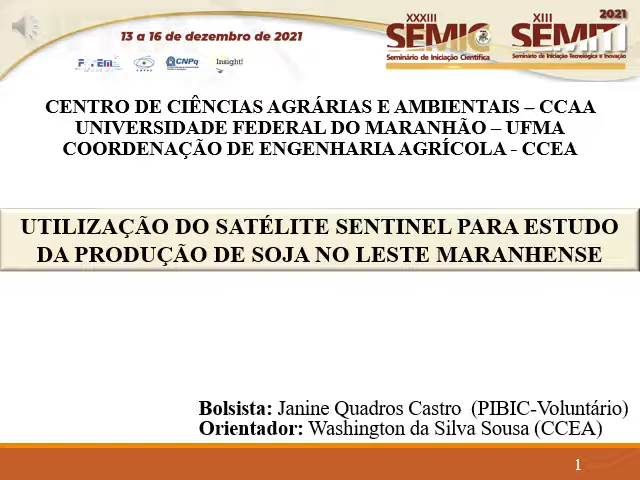 13 a 16 de dezembro de 2021
CNPq
Insight!
XXXIII
SEMIC
Seminário de Iniciação Científica
XIII
2021
SEMITI
Seminário de Iniciação Tecnológica e Inovação
CENTRO DE CIÊNCIAS AGRÁRIAS E AMBIENTAIS – CCAA
UNIVERSIDADE FEDERAL DO MARANHÃO – UFMA
COORDENAÇÃO DE ENGENHARIA AGRÍCOLA - CCEA
UTILIZAÇÃO DO SATÉLITE SENTINEL PARA ESTUDO
DA PRODUÇÃO DE SOJA NO LESTE MARANHENSE
Bolsista: Janine Quadros Castro (PIBIC-Voluntário)
Orientador: Washington da Silva Sousa (CCEA)
1